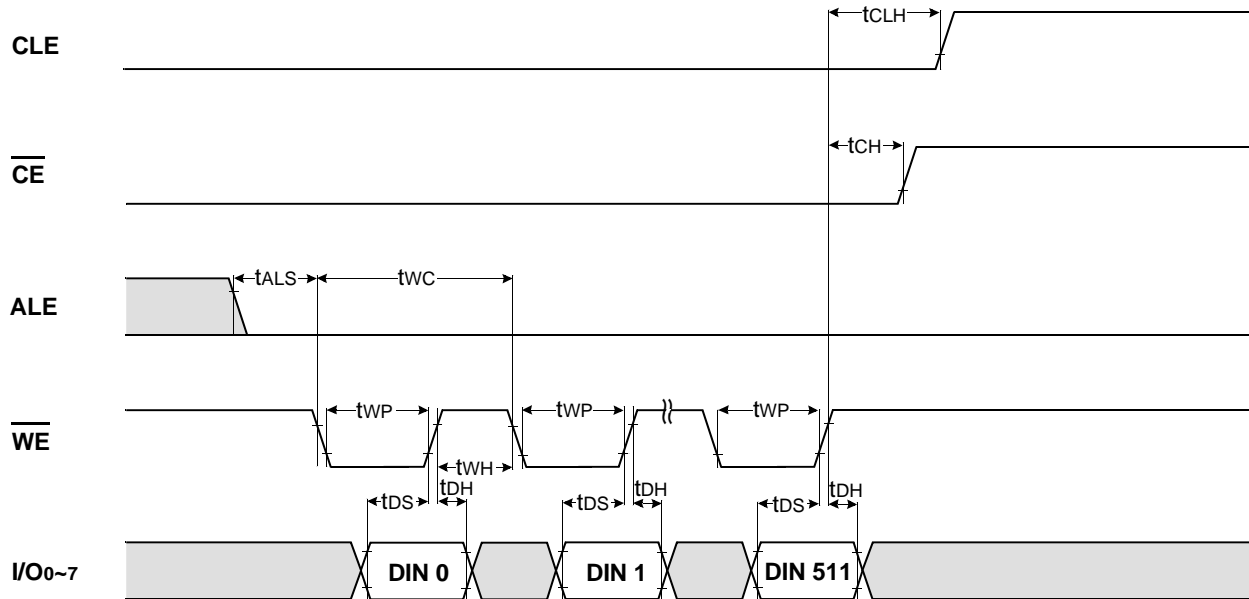 tCLH
CLE
tCH
CE
tALS
tWC
ALE
tWP
tWP
tWP
WE
tWH
tDS
tDH
tDS
tDH
tDS
tDH
I/O0~7
DIN 0
DIN 1
DIN 511